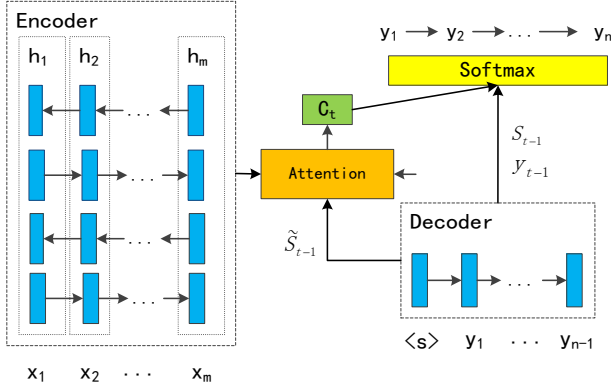 Encoder
h₁ h₂ hₘ
. . .
. . .
. . .
. . .
x₁ x₂ . . . xₘ
y₁ y₂ . . . yₙ
Softmax
Cₜ
Attention
Sₜ₋₁
yₜ₋₁
S̃ₜ₋₁
Decoder
. . .
<s> y₁ . . . yₙ₋₁